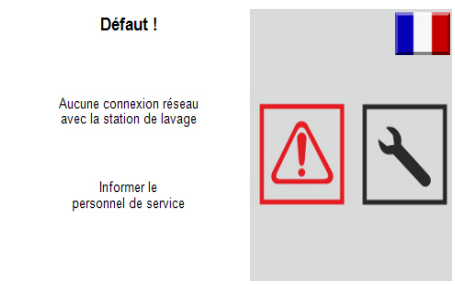 Défaut !
Aucune connexion réseau
avec la station de lavage
Informer le
personnel de service